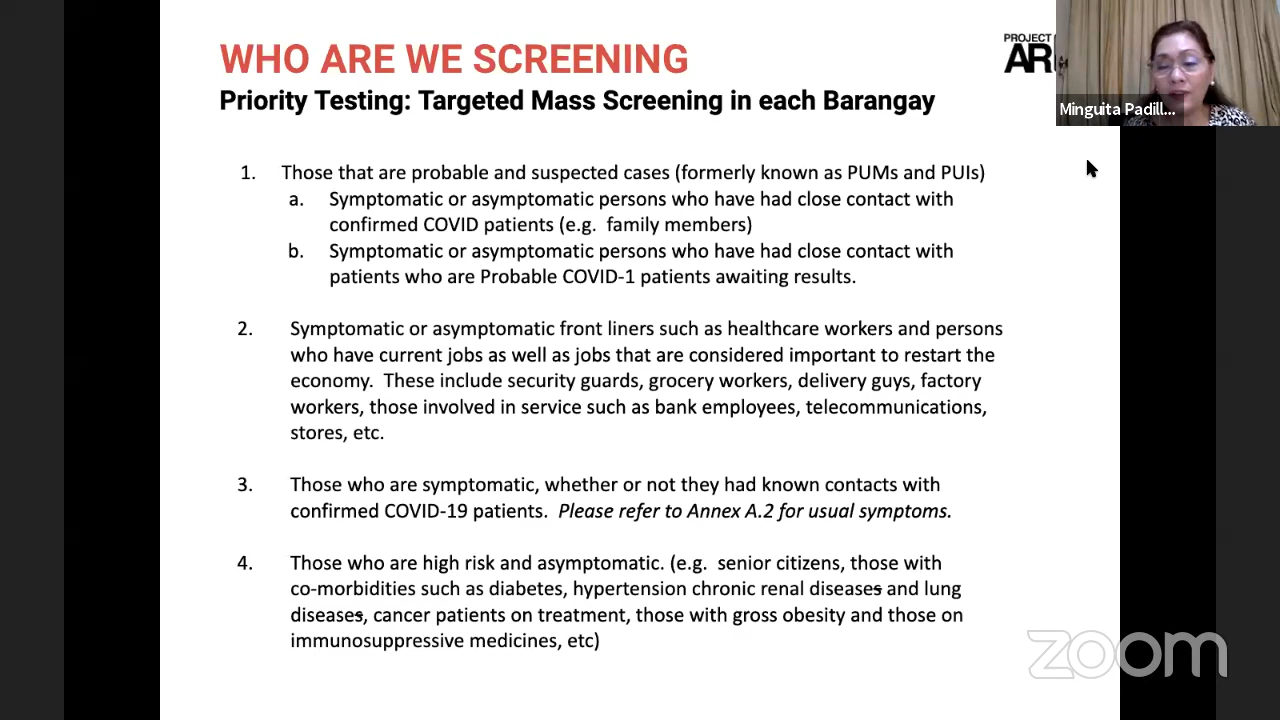 WHO ARE WE SCREENING
Priority Testing: Targeted Mass Screening in each Barangay
PROJECT
Minguita Padill...
1. Those that are probable and suspected cases (formerly known as PUMs and PUIs)
a. Symptomatic or asymptomatic persons who have had close contact with
confirmed COVID patients (e.g. family members)
b. Symptomatic or asymptomatic persons who have had close contact with
patients who are Probable COVID-1 patients awaiting results.
2. Symptomatic or asymptomatic front liners such as healthcare workers and persons
who have current jobs as well as jobs that are considered important to restart the
economy. These include security guards, grocery workers, delivery guys, factory
workers, those involved in service such as bank employees, telecommunications,
stores, etc.
3. Those who are symptomatic, whether or not they had known contacts with
confirmed COVID-19 patients. Please refer to Annex A.2 for usual symptoms.
4. Those who are high risk and asymptomatic. (e.g. senior citizens, those with
co-morbidities such as diabetes, hypertension chronic renal diseases and lung
diseases, cancer patients on treatment, those with gross obesity and those on
immunosuppressive medicines, etc)
zoom